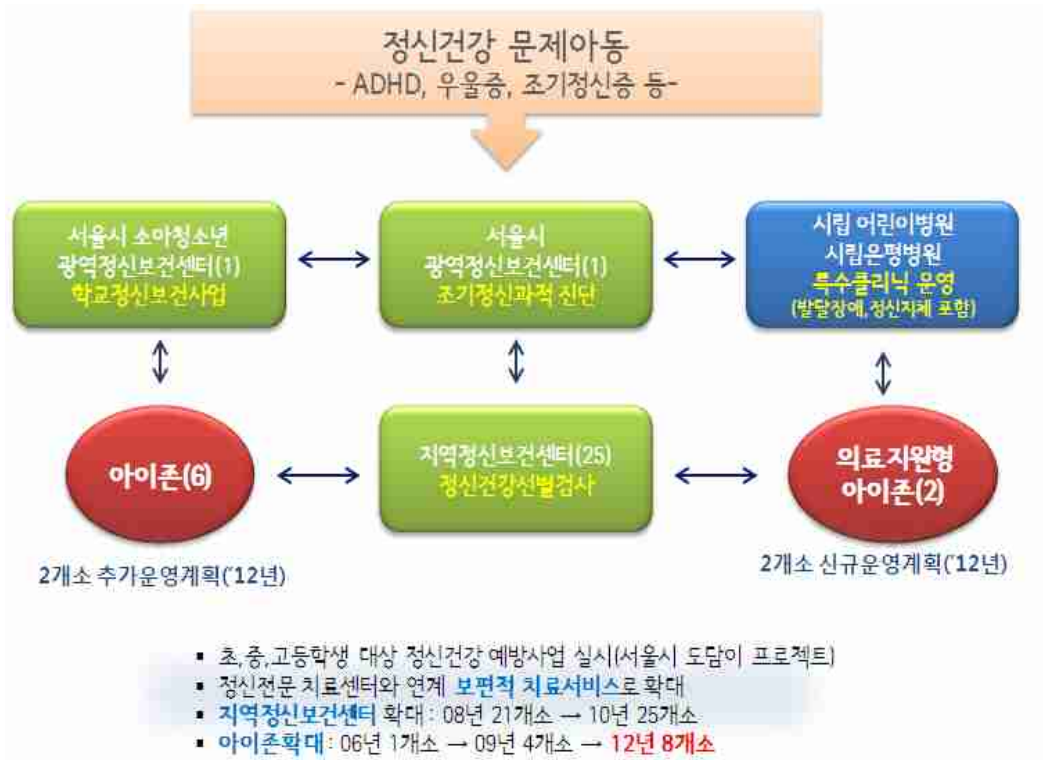 정신건강 문제아동
- ADHD, 우울증, 조기정신증 등-
서울시 소아청소년
광역정신보건센터(1)
학교정신보건사업
서울시
광역정신보건센터(1)
조기정신과적 진단
시립 어린이병원
시립은평병원
특수클리닉 운영
(발달장애,정신지체 포함)
아이존(6)
지역정신보건센터(25)
정신건강선별검사
의료지원형
아이존(2)
2개소 추가운영계획('12년)
2개소 신규운영계획('12년)
▪ 초,중,고등학생 대상 정신건강 예방사업 실시(서울시 도담이 프로젝트)
▪ 정신전문 치료센터와 연계 보편적 치료서비스로 확대
▪ 지역정신보건센터 확대 : 08년 21개소 → 10년 25개소
▪ 아이존확대 : 06년 1개소 → 09년 4개소 → 12년 8개소